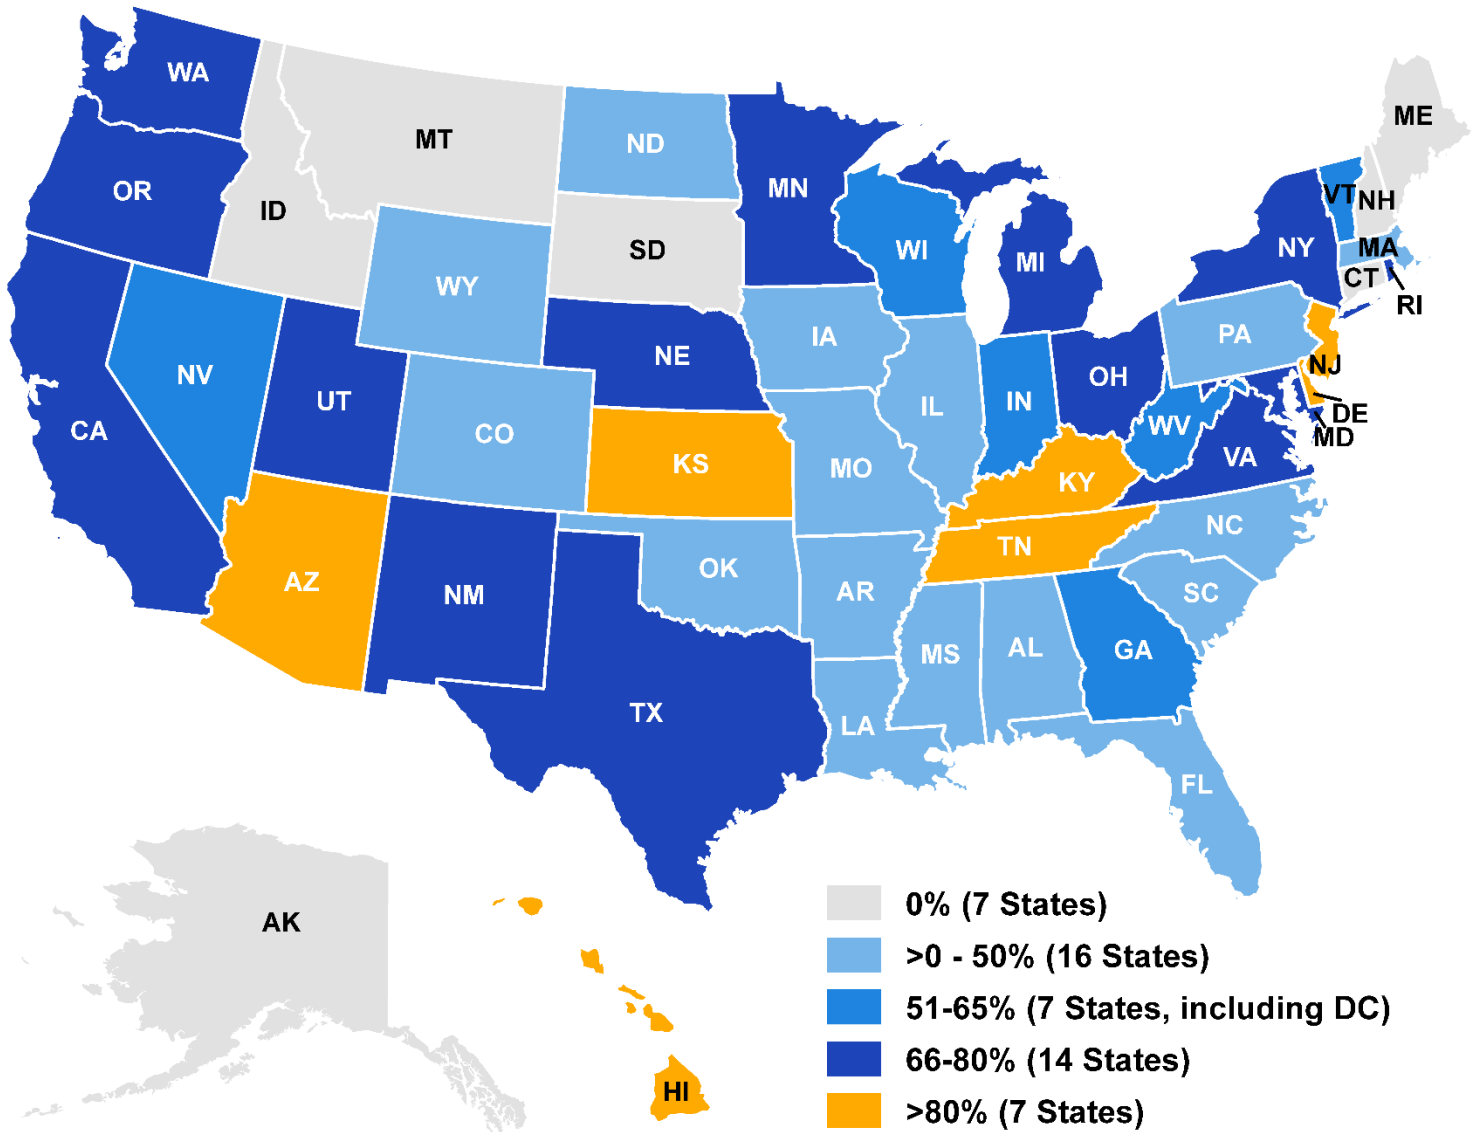 WA
MT
ME
ND
OR
MN
VT
NH
ID
SD
WI
NY
MA
MI
CT
WY
RI
IA
PA
NE
NV
OH
NJ
UT
IL
IN
DE
CA
CO
WV
MD
KS
MO
VA
KY
NC
TN
OK
AZ
NM
AR
SC
MS
AL
GA
TX
LA
FL
AK
HI
0% (7 States)
>0 - 50% (16 States)
51-65% (7 States, including DC)
66-80% (14 States)
>80% (7 States)